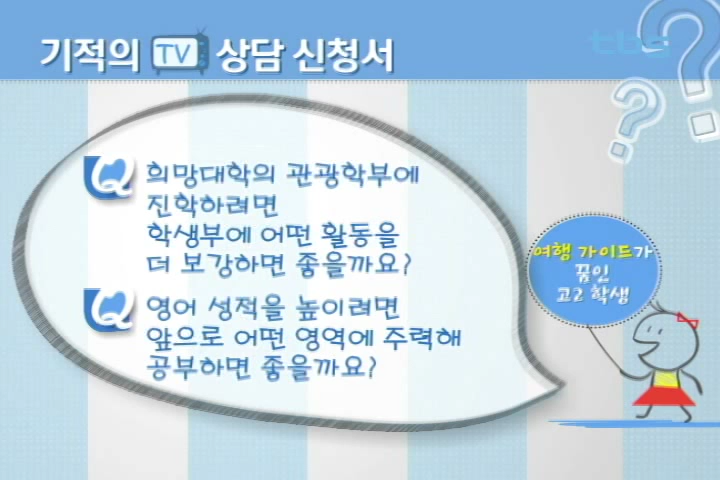 기적의 TV 상담 신청서
tbs
Q 희망대학의 관광학부에
진학하려면
학생부에 어떤 활동을
더 보강하면 좋을까요?
Q 영어 성적을 높이려면
앞으로 어떤 영역에 주력해
공부하면 좋을까요?
여행 가이드가
꿈인
고2 학생